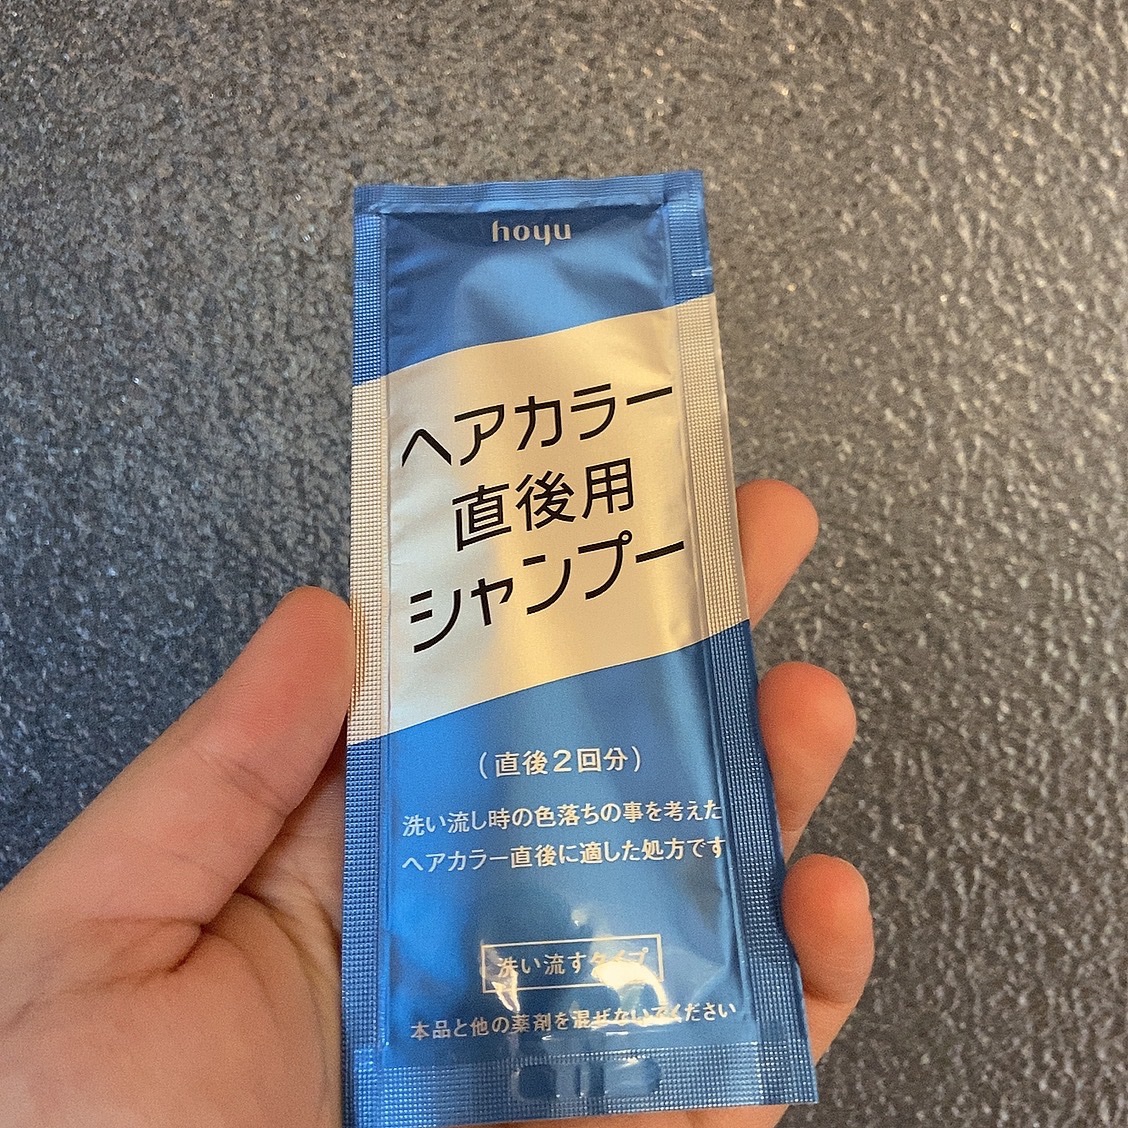 hoyu
ヘアカラー
直後用
シャンプー
(直後2回分)
洗い流し時の色落ちの事を考えた
ヘアカラー直後に適した処方です
洗い流すタイプ
本品と他の薬剤を混ぜないでください